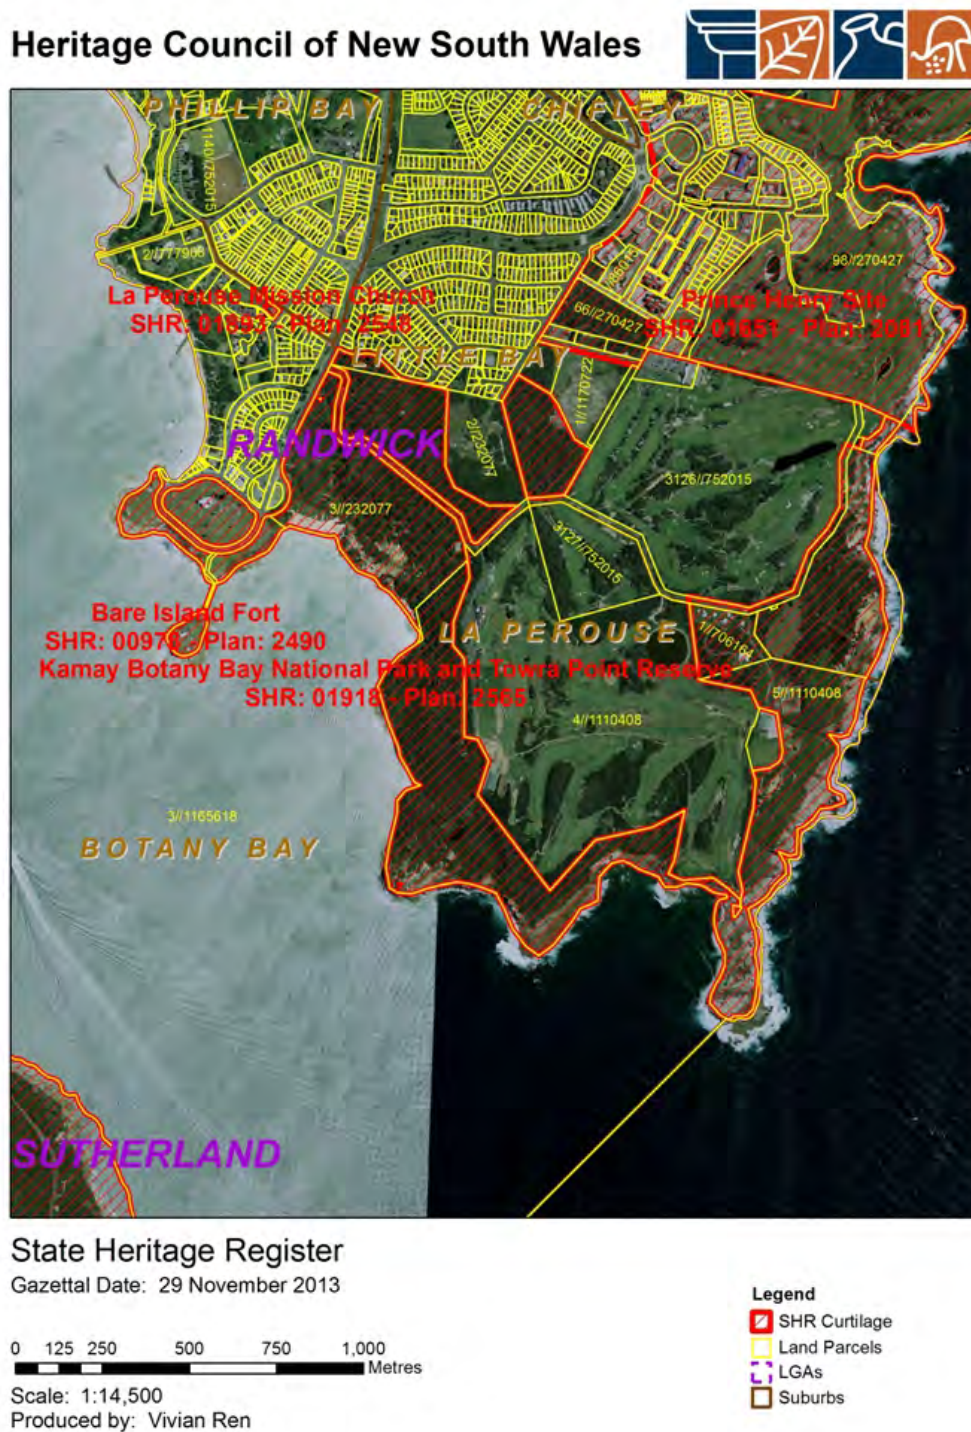 Heritage Council of New South Wales
PHILLIP BAY
CHIFLEY
1140//752015
2//777908
98//270427
La Perouse Mission Church
SHR: 01893 - Plan: 2548
Prince Henry Site
SHR: 01651 - Plan: 2081
66//270427
LITTLE BAY
1//1170722
RANDWICK
2//232077
3126//752015
3//232077
3127//752015
Bare Island Fort
SHR: 00978 - Plan: 2490
LA PEROUSE
1//706164
Kamay Botany Bay National Park and Towra Point Reserve
SHR: 01918 - Plan: 2565
5//1110408
4//1110408
3//1165618
BOTANY BAY
SUTHERLAND
State Heritage Register
Gazettal Date: 29 November 2013
0 125 250 500 750 1,000
Metres
Scale: 1:14,500
Produced by: Vivian Ren
Legend
SHR Curtilage
Land Parcels
LGAs
Suburbs